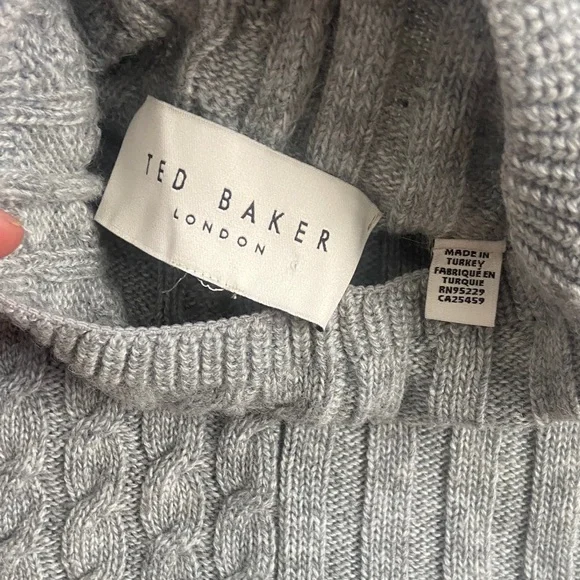 TED BAKER
LONDON
MADE IN
TURKEY
FABRIQUÉ EN
TURQUIE
RN95229
CA25459